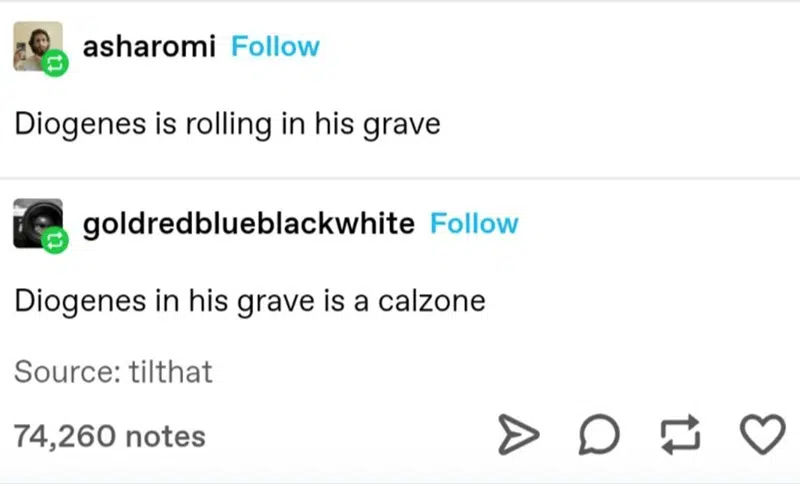 asharomi Follow
Diogenes is rolling in his grave
goldredblueblackwhite Follow
Diogenes in his grave is a calzone
Source: tilthat
74,260 notes